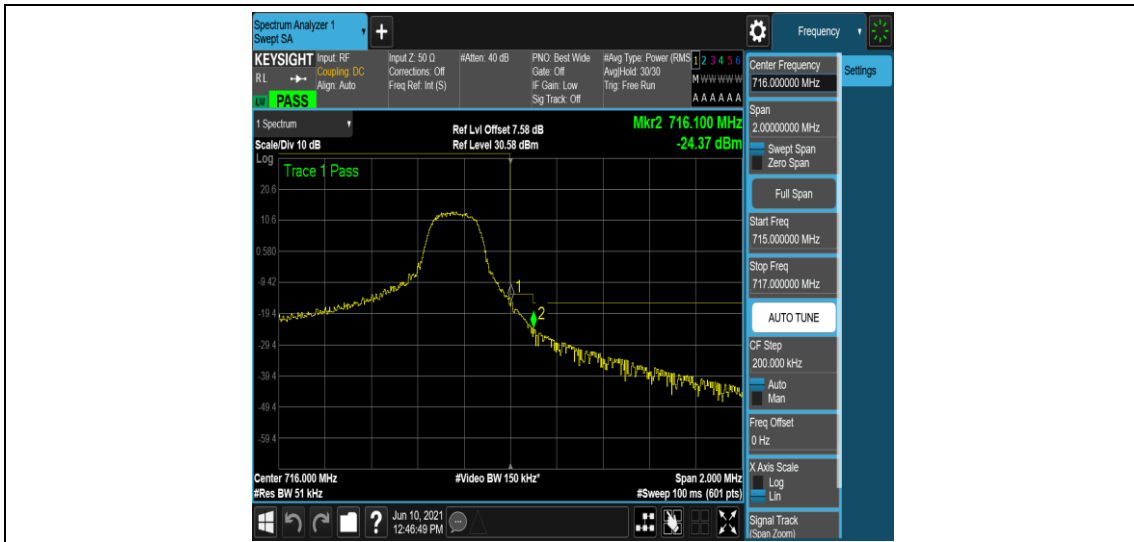 Spectrum Analyzer 1
Swept SA
+
Frequency
KEYSIGHT
Input: RF
Coupling: DC
Align: Auto
RL
LXI
PASS
Input Z: 50 Ω
Corrections: Off
Freq Ref: Int (S)
#Atten: 40 dB
PNO: Best Wide
Gate: Off
IF Gain: Low
Sig Track: Off
#Avg Type: Power (RMS
Avg|Hold: 30/30
Trig: Free Run
1 2 3 4 5 6
M W W W W W
A A A A A A
1 Spectrum
Scale/Div 10 dB
Ref Lvl Offset 7.58 dB
Ref Level 30.58 dBm
Mkr2 716.100 MHz
-24.37 dBm
Log
Trace 1 Pass
20.6
10.6
0.580
-9.42
-19.4
-29.4
-39.4
-49.4
-59.4
1
2
Center 716.000 MHz
#Res BW 51 kHz
#Video BW 150 kHz*
Span 2.000 MHz
#Sweep 100 ms (601 pts)
Center Frequency
716.000000 MHz
Settings
Span
2.00000000 MHz
Swept Span
Zero Span
Full Span
Start Freq
715.000000 MHz
Stop Freq
717.000000 MHz
AUTO TUNE
CF Step
200.000 kHz
Auto
Man
Freq Offset
0 Hz
X Axis Scale
Log
Lin
Signal Track
(Span Zoom)
?
Jun 10, 2021
12:46:49 PM